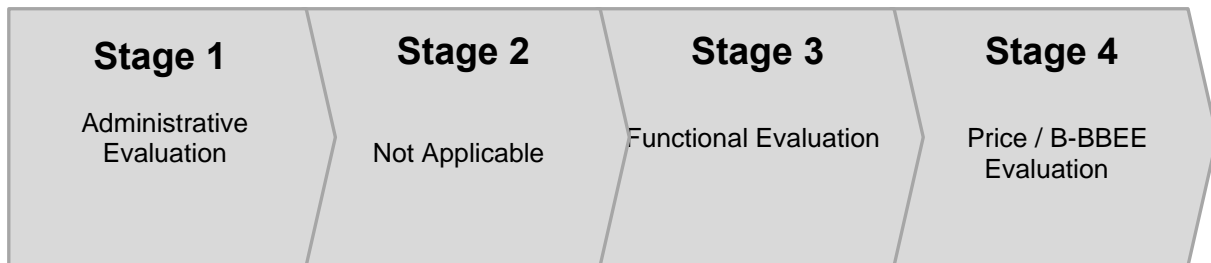 Stage 1
Administrative
Evaluation
Stage 2
Not Applicable
Stage 3
Functional Evaluation
Stage 4
Price / B-BBEE
Evaluation